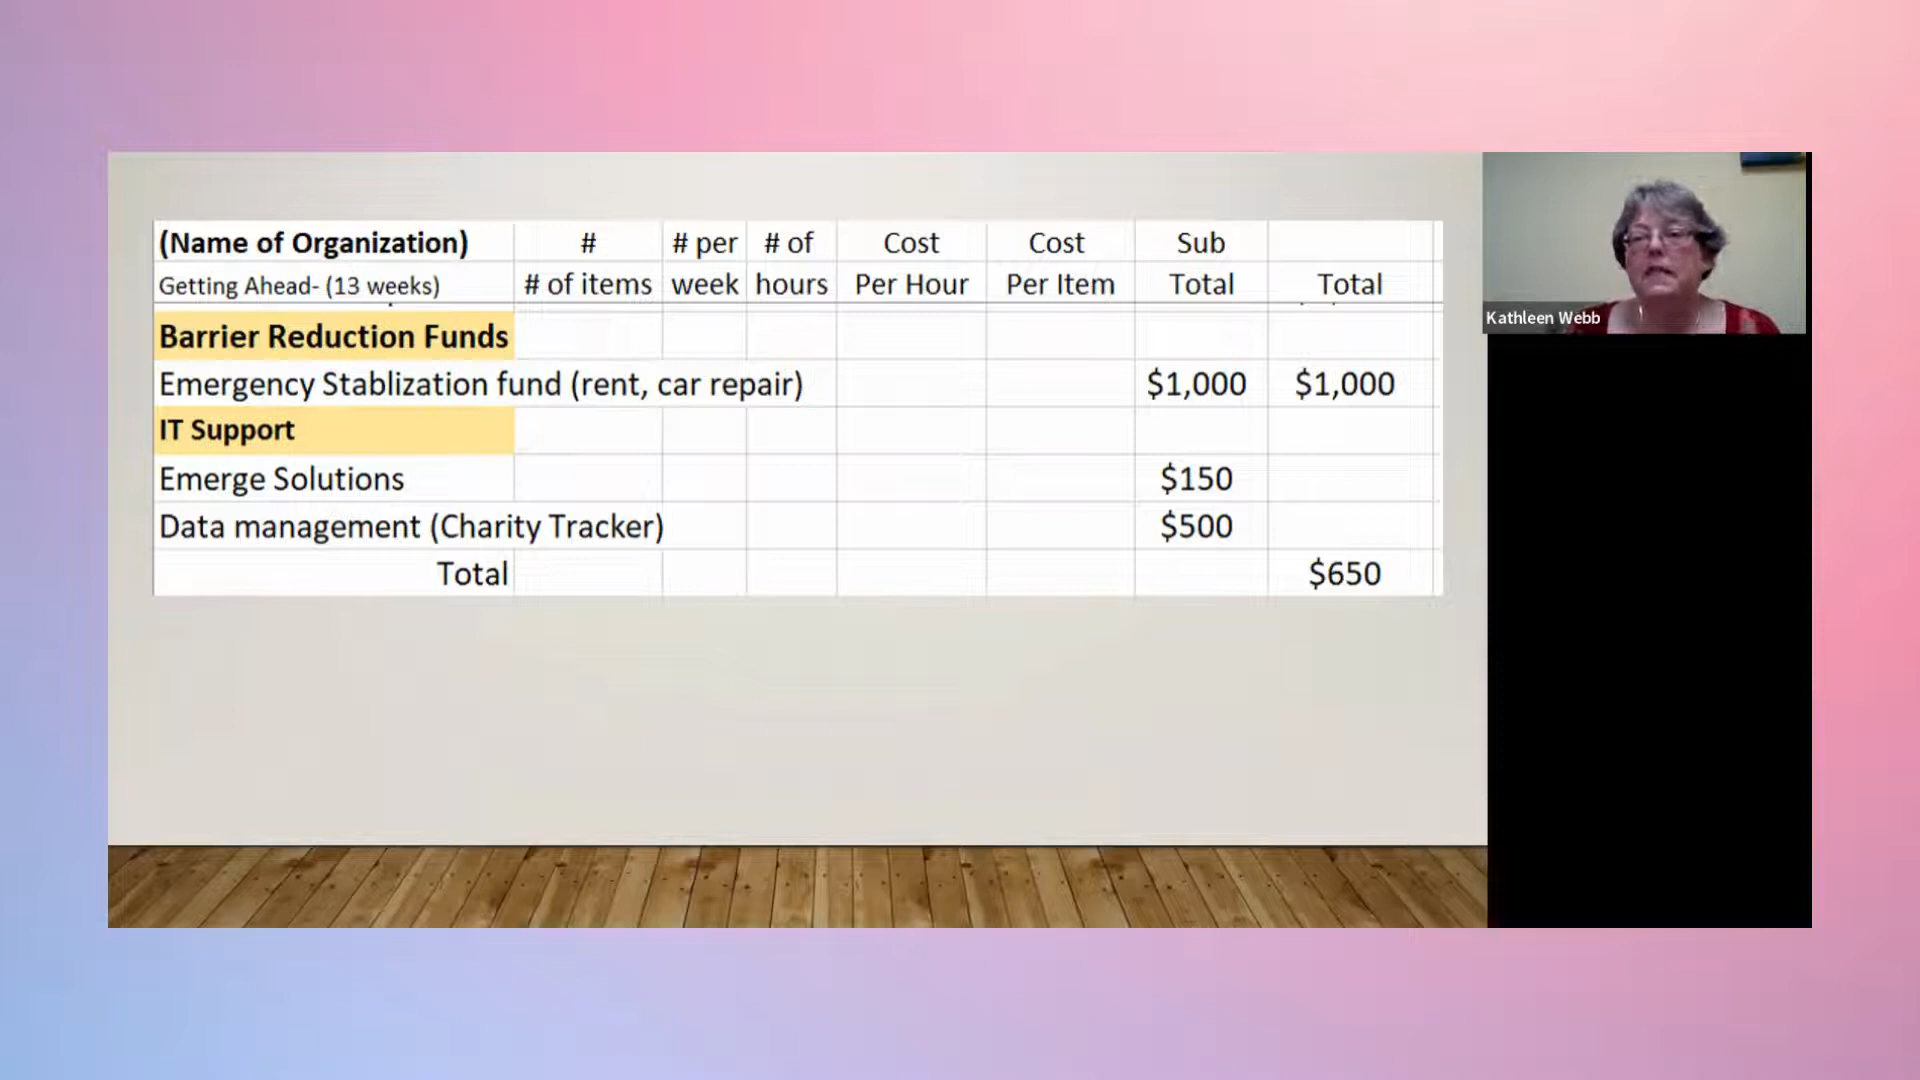 (Name of Organization) # # per # of Cost Cost Sub
Getting Ahead- (13 weeks) # of items week hours Per Hour Per Item Total Total
Barrier Reduction Funds
Emergency Stablization fund (rent, car repair) $1,000 $1,000
IT Support
Emerge Solutions $150
Data management (Charity Tracker) $500
Total $650
Kathleen Webb